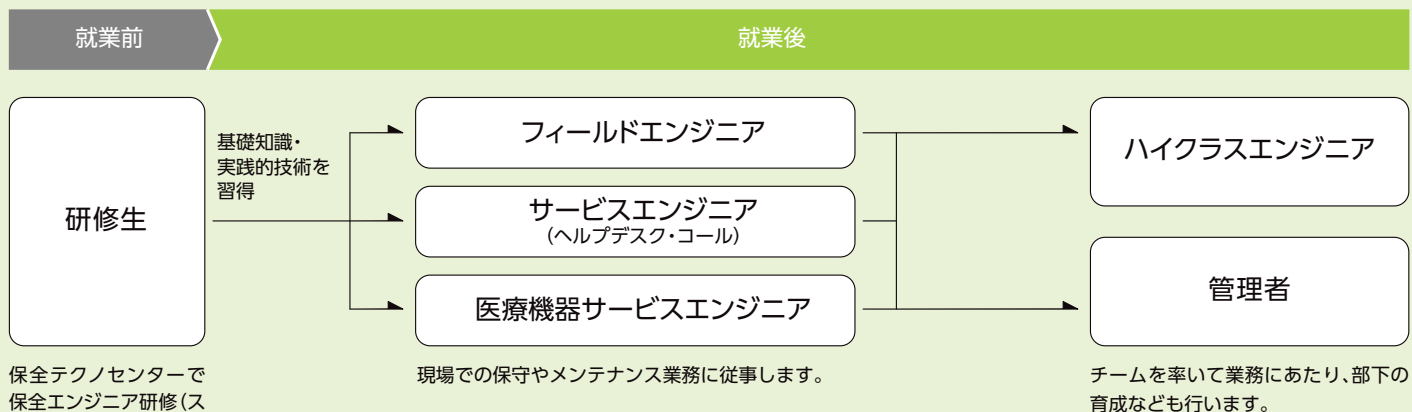 就業前
就業後
研修生
基礎知識・
実践的技術を
習得
フィールドエンジニア
サービスエンジニア
(ヘルプデスク・コール)
医療機器サービスエンジニア
ハイクラスエンジニア
管理者
保全テクノセンターで
保全エンジニア研修(ス
現場での保守やメンテナンス業務に従事します。
チームを率いて業務にあたり、部下の
育成なども行います。